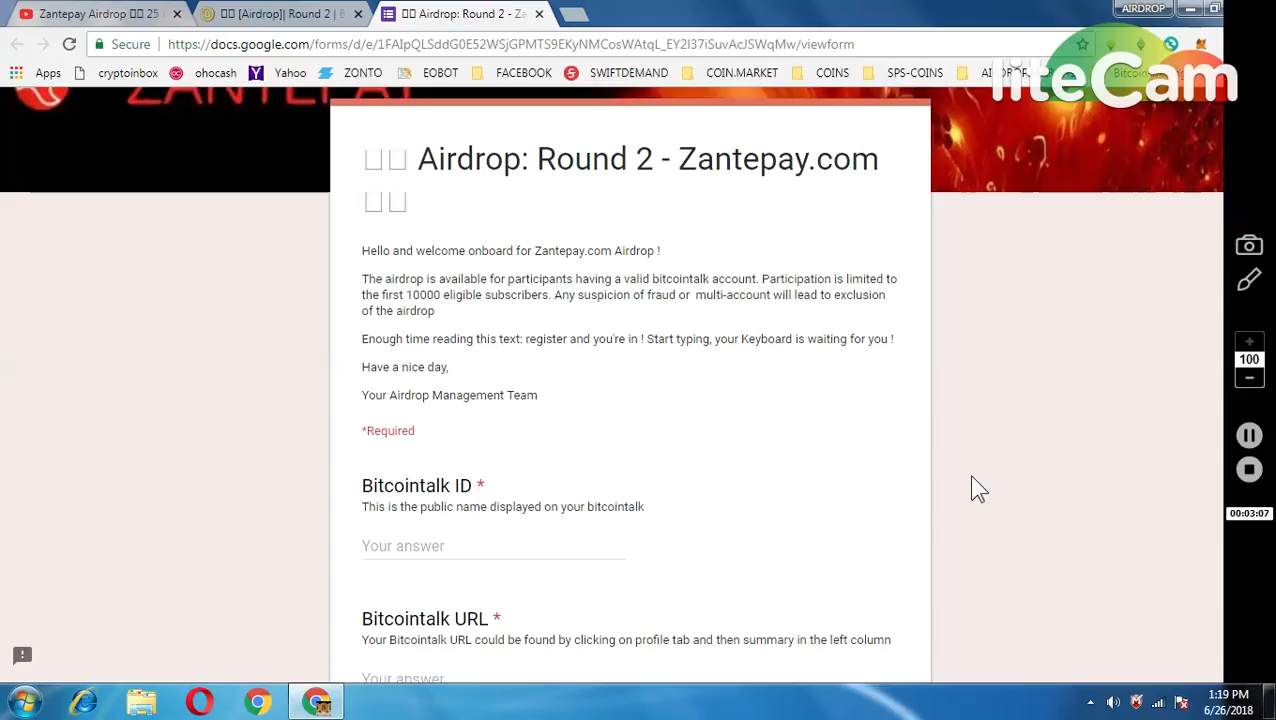 Zantepay Airdrop 25
[Airdrop]| Round 2 | B
Airdrop: Round 2 - Za
AIRDROP
Secure
https://docs.google.com/forms/d/e/1FAIpQLSddG0E52WSjGPMTS9EKyNMCosWAtqL_EY2I37iSuvAcJSWqMw/viewform
Apps
cryptoinbox
ohocash
Yahoo
ZONTO
EOBOT
FACEBOOK
SWIFTDEMAND
COIN.MARKET
COINS
SPS-COINS
liteCam
ZANTEPAY
Airdrop: Round 2 - Zantepay.com
Hello and welcome onboard for Zantepay.com Airdrop !
The airdrop is available for participants having a valid bitcointalk account. Participation is limited to
the first 10000 eligible subscribers. Any suspicion of fraud or multi-account will lead to exclusion
of the airdrop
Enough time reading this text: register and you're in ! Start typing, your Keyboard is waiting for you !
Have a nice day,
Your Airdrop Management Team
*Required
Bitcointalk ID *
This is the public name displayed on your bitcointalk
Your answer
Bitcointalk URL *
Your Bitcointalk URL could be found by clicking on profile tab and then summary in the left column
Your answer
100
00:03:07
1:19 PM
6/26/2018